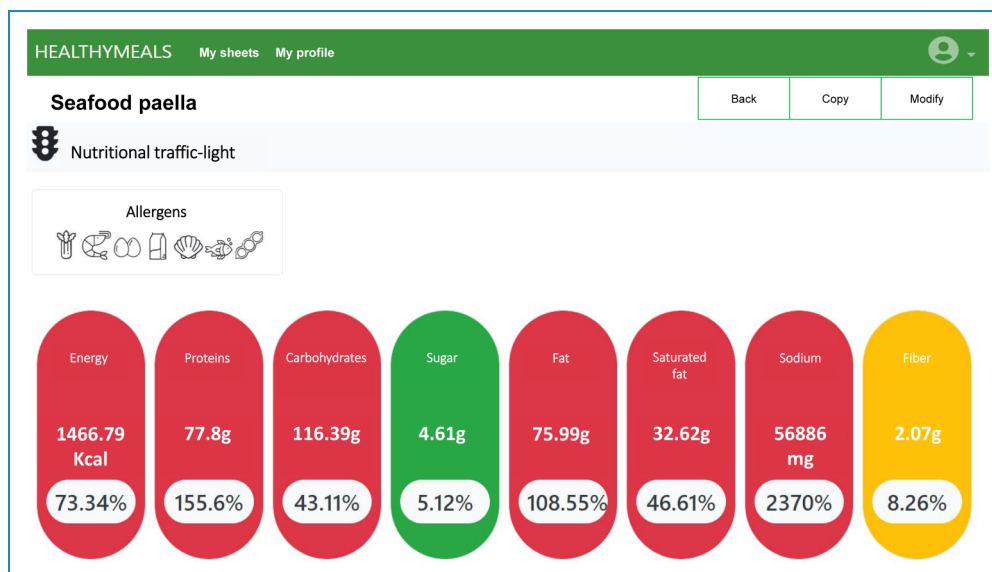 HEALTHYMEALS My sheets My profile
Seafood paella
Back Copy Modify
Nutritional traffic-light
Allergens
Energy Proteins Carbohydrates Sugar Fat Saturated fat Sodium Fiber
1466.79 Kcal 77.8g 116.39g 4.61g 75.99g 32.62g 56886 mg 2.07g
73.34% 155.6% 43.11% 5.12% 108.55% 46.61% 2370% 8.26%